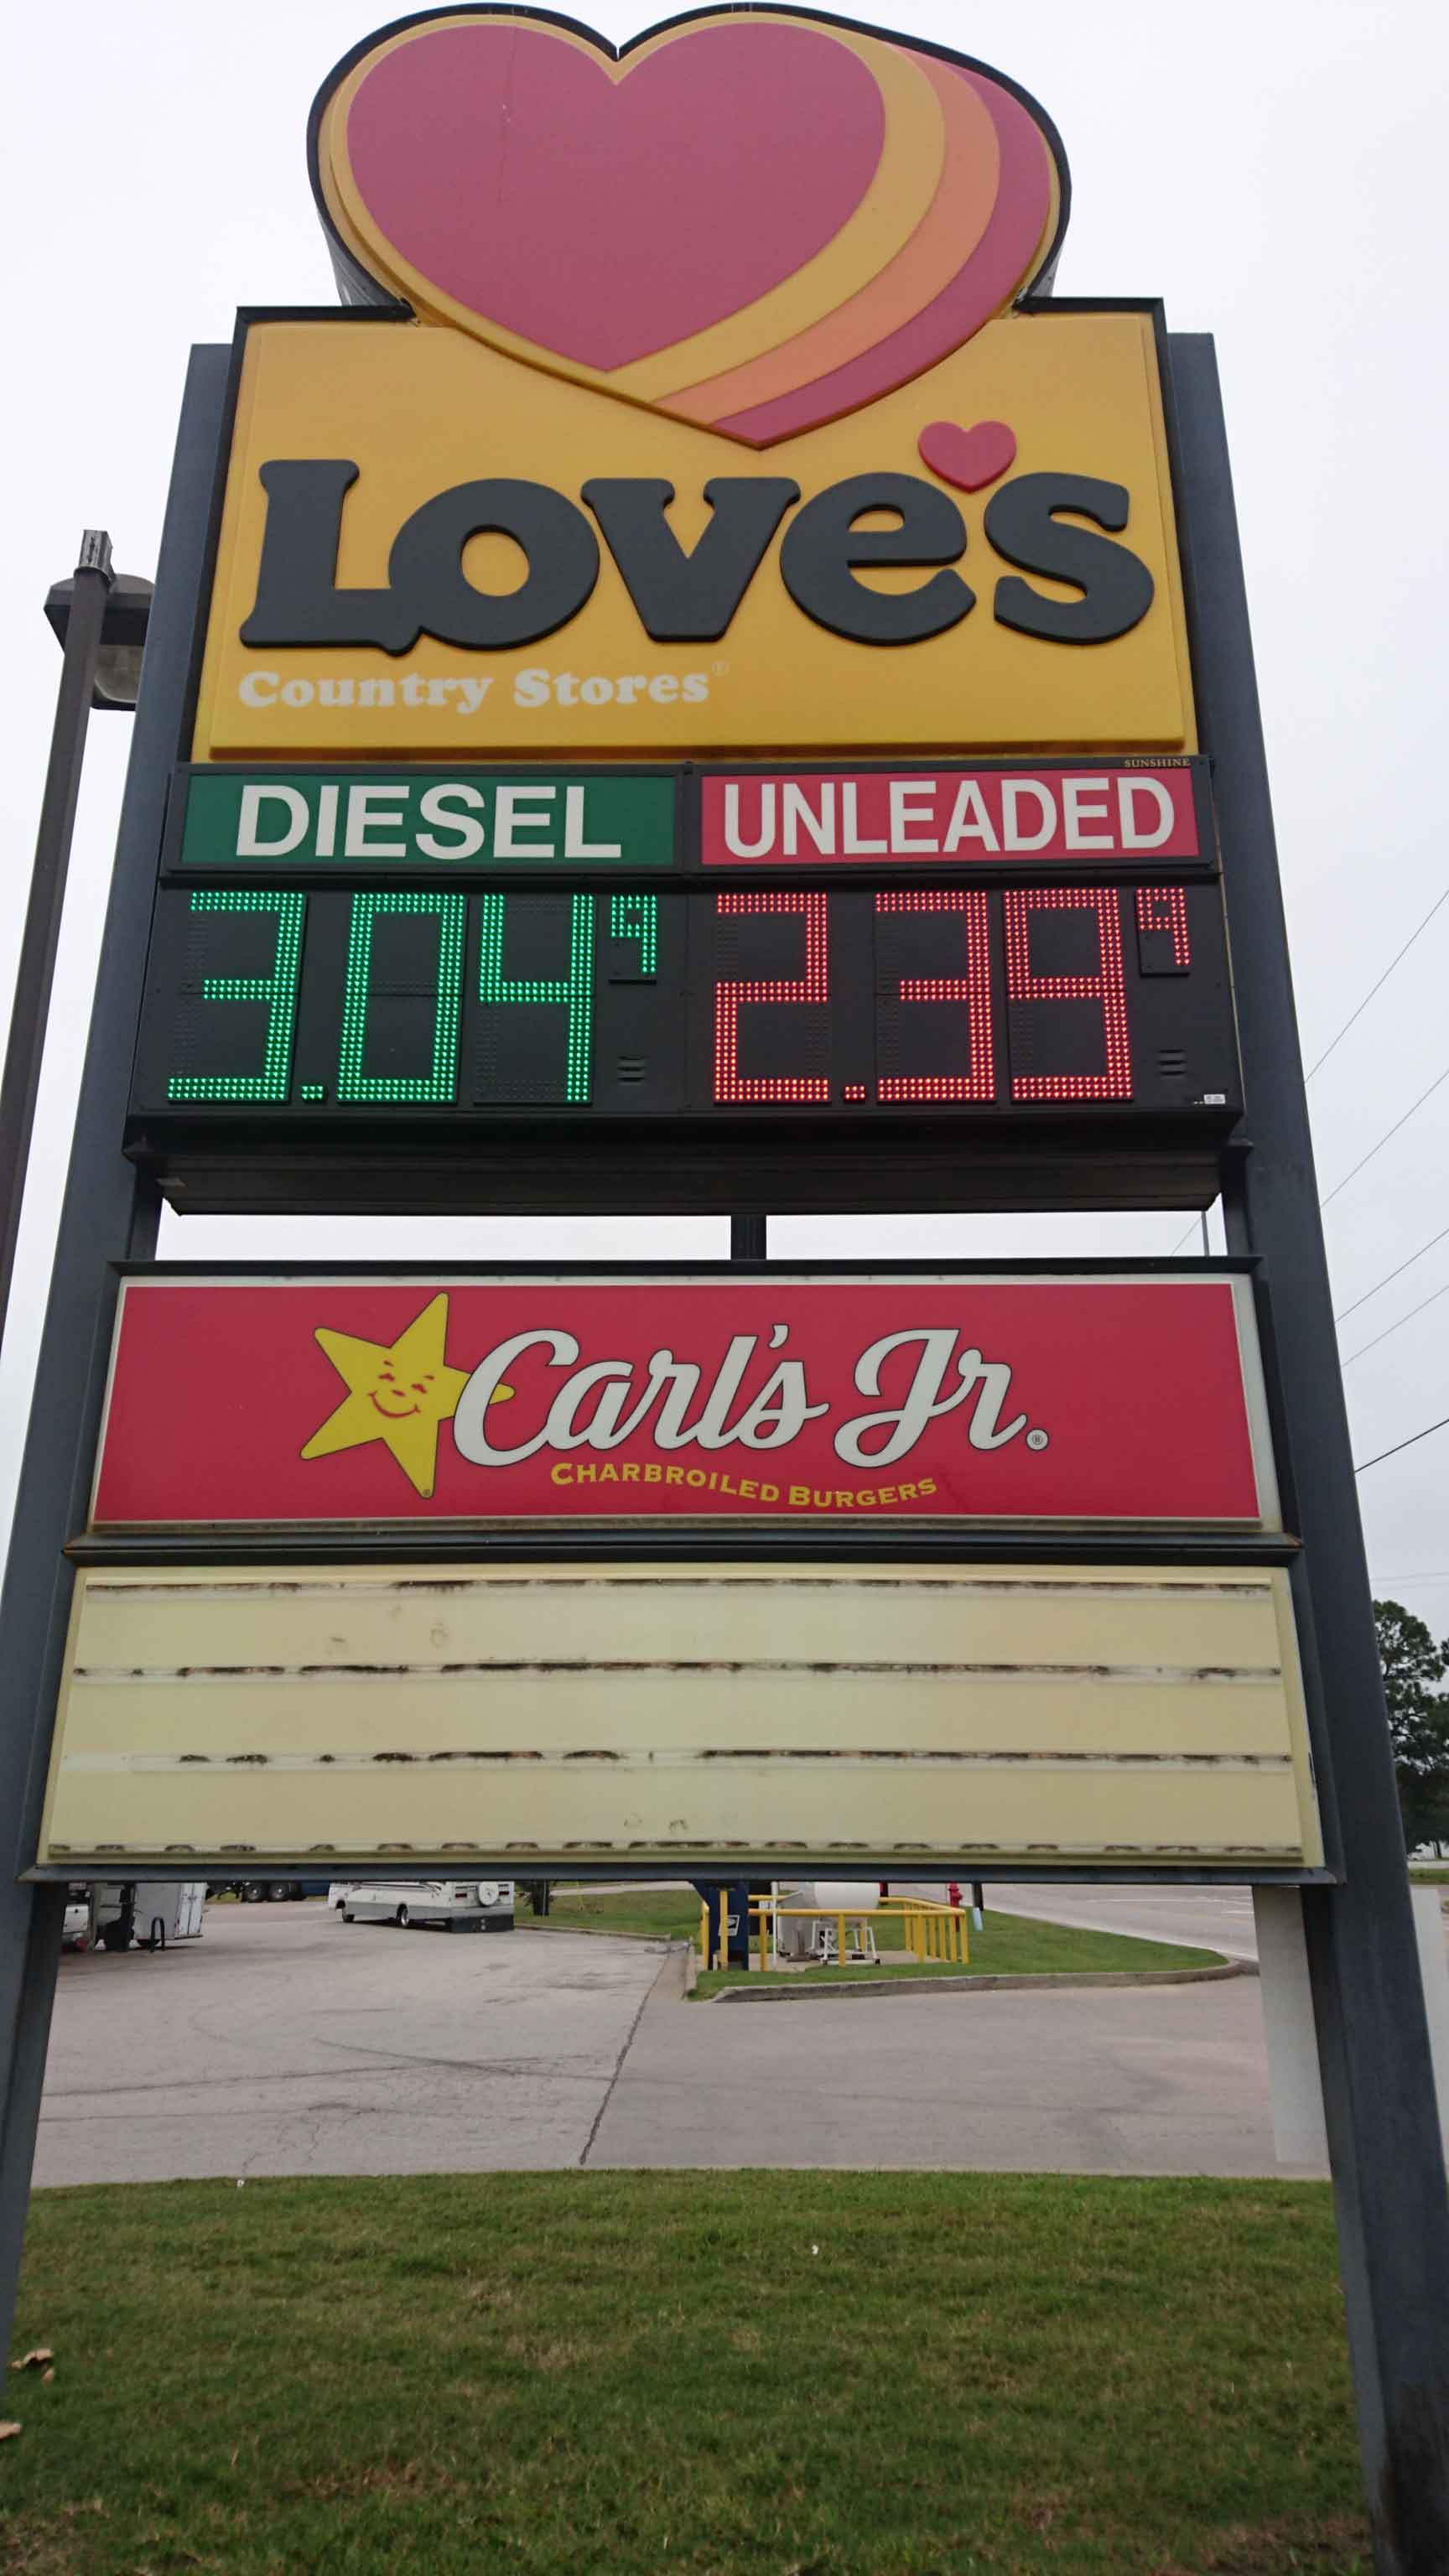 Love's
Country Stores®
SUNSHINE
DIESEL UNLEADED
3.04 9 2.39 9
Carl's Jr.®
CHARBROILED BURGERS